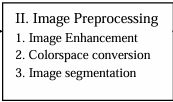 II. Image Preprocessing
1. Image Enhancement
2. Colorspace conversion
3. Image segmentation